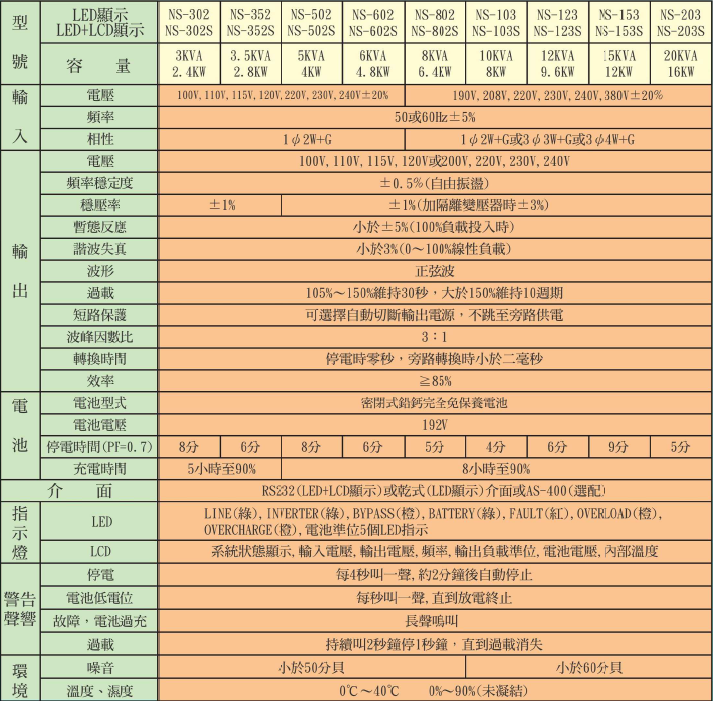 型號 LED顯示 NS-302 NS-352 NS-502 NS-602 NS-802 NS-103 NS-123 NS-153 NS-203
LED+LCD顯示 NS-302S NS-352S NS-502S NS-602S NS-802S NS-103S NS-123S NS-153S NS-203S
容 量 3KVA 3.5KVA 5KVA 6KVA 8KVA 10KVA 12KVA 15KVA 20KVA
2.4KW 2.8KW 4KW 4.8KW 6.4KW 8KW 9.6KW 12KW 16KW
輸入 電壓 100V,110V,115V,120V,220V,230V,240V±20% 190V,208V,220V,230V,240V,380V±20%
頻率 50或60Hz±5%
相性 1φ2W+G 1φ2W+G或3φ3W+G或3φ4W+G
輸出 電壓 100V,110V,115V,120V或200V,220V,230V,240V
頻率穩定度 ±0.5%(自由振盪)
穩壓率 ±1% ±1%(加隔離變壓器時±3%)
暫態反應 小於±5%(100%負載投入時)
諧波失真 小於3%(0～100%線性負載)
波形 正弦波
過載 105%～150%維持30秒，大於150%維持10週期
短路保護 可選擇自動切斷輸出電源，不跳至旁路供電
波峰因數比 3：1
轉換時間 停電時零秒，旁路轉換時小於二毫秒
效率 ≧85%
電池 電池型式 密閉式鉛鈣完全免保養電池
電池電壓 192V
停電時間(PF=0.7) 8分 6分 8分 6分 5分 4分 6分 9分 5分
充電時間 5小時至90% 8小時至90%
介 面 RS232(LED+LCD顯示)或乾式(LED顯示)介面或AS-400(選配)
指示燈 LED LINE(綠),INVERTER(綠),BYPASS(橙),BATTERY(綠),FAULT(紅),OVERLOAD(橙),
OVERCHARGE(橙),電池準位5個LED指示
LCD 系統狀態顯示,輸入電壓,輸出電壓,頻率,輸出負載準位,電池電壓,內部溫度
警告聲響 停電 每4秒叫一聲,約2分鐘後自動停止
電池低電位 每秒叫一聲,直到放電終止
故障，電池過充 長聲嗚叫
過載 持續叫2秒鐘停1秒鐘，直到過載消失
環境 噪音 小於50分貝 小於60分貝
溫度、濕度 0℃～40℃ 0%～90%(未凝結)